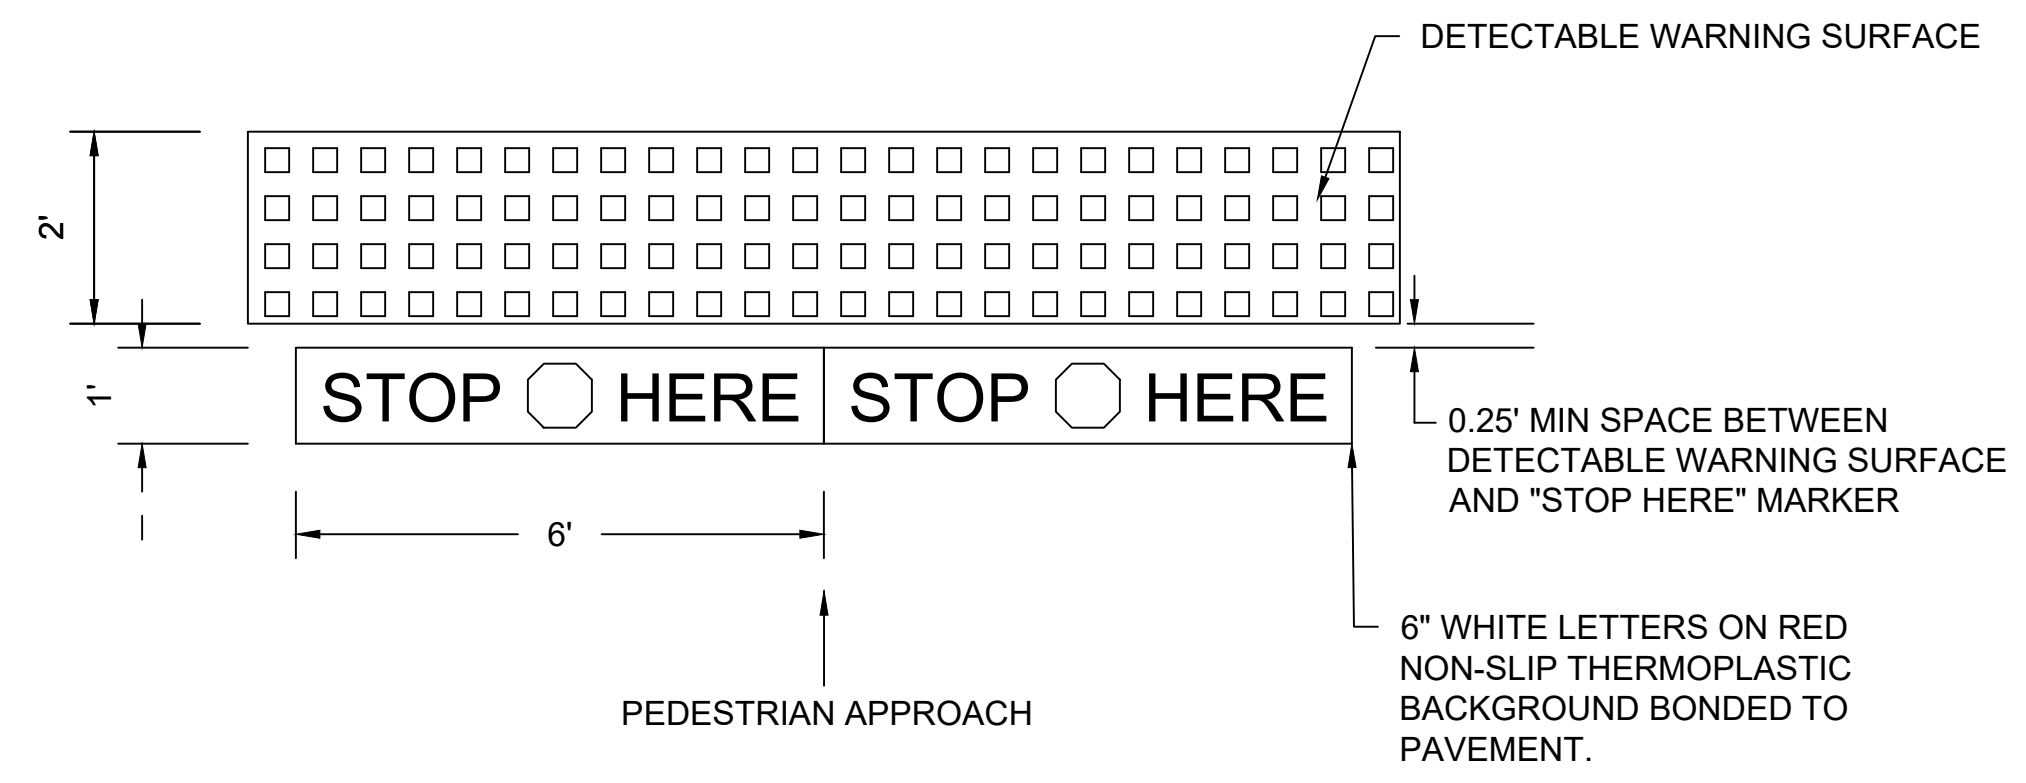 DETECTABLE WARNING SURFACE
2'
1'
STOP HERE STOP HERE
0.25' MIN SPACE BETWEEN
DETECTABLE WARNING SURFACE
AND "STOP HERE" MARKER
6'
6" WHITE LETTERS ON RED
NON-SLIP THERMOPLASTIC
BACKGROUND BONDED TO
PAVEMENT.
PEDESTRIAN APPROACH